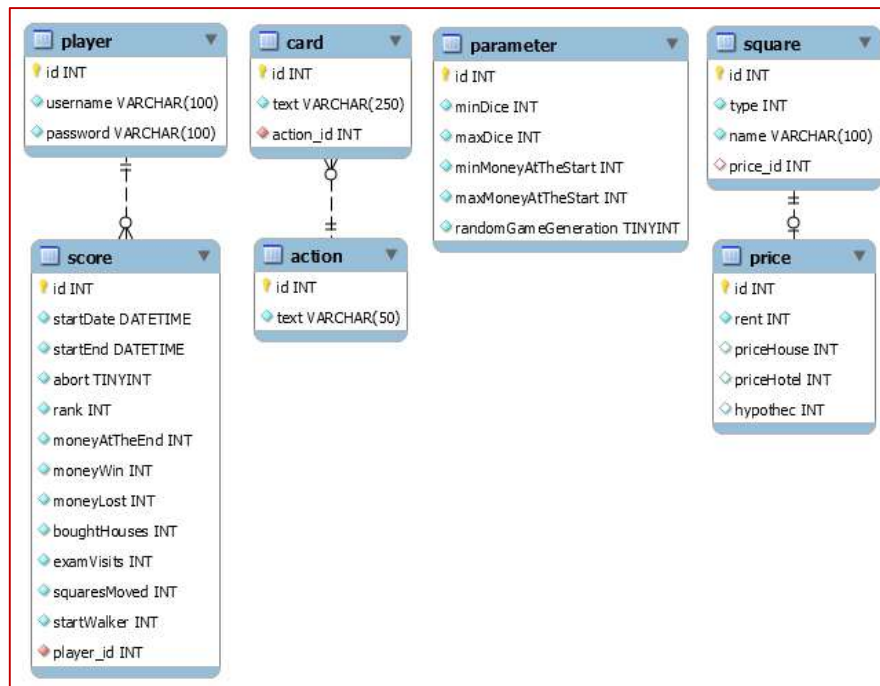 player
id INT
username VARCHAR(100)
password VARCHAR(100)
card
id INT
text VARCHAR(250)
action_id INT
parameter
id INT
minDice INT
maxDice INT
minMoneyAtTheStart INT
maxMoneyAtTheStart INT
randomGameGeneration TINYINT
square
id INT
type INT
name VARCHAR(100)
price_id INT
score
id INT
startDate DATETIME
startEnd DATETIME
abort TINYINT
rank INT
moneyAtTheEnd INT
moneyWin INT
moneyLost INT
boughtHouses INT
examVisits INT
squaresMoved INT
startWalker INT
player_id INT
action
id INT
text VARCHAR(50)
price
id INT
rent INT
priceHouse INT
priceHotel INT
hypothec INT